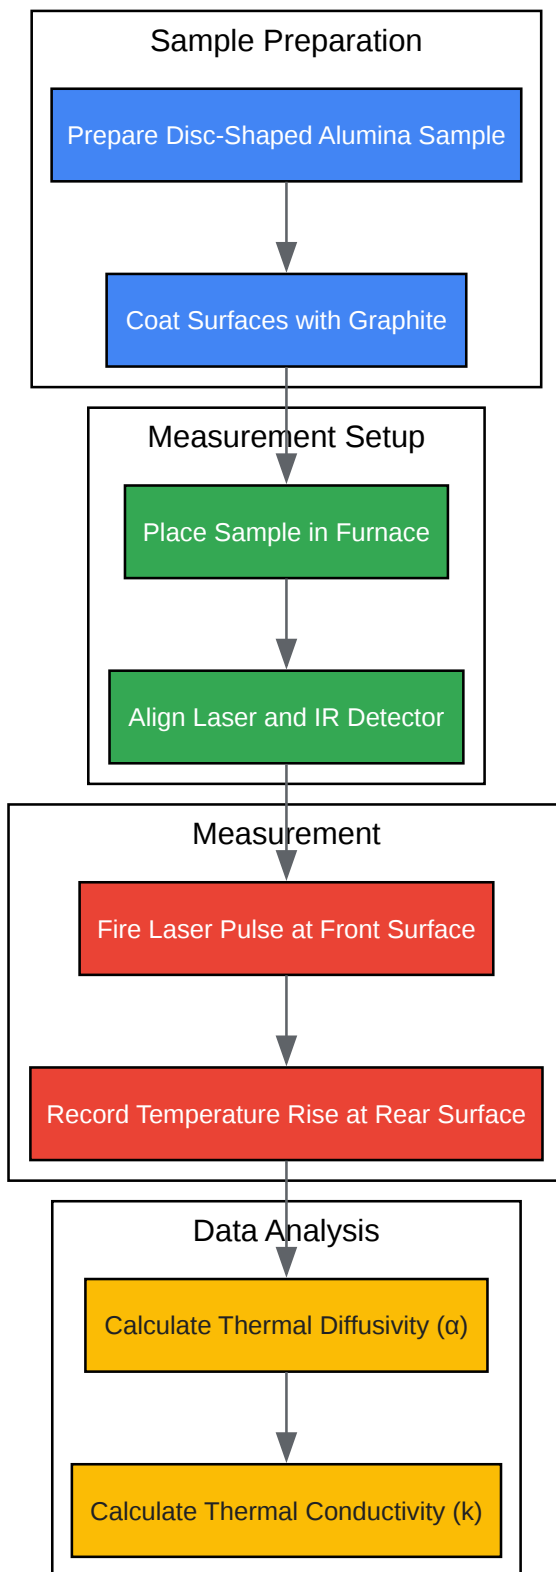 Sample Preparation
Prepare Disc-Shaped Alumina Sample
Coat Surfaces with Graphite
Measurement Setup
Place Sample in Furnace
Align Laser and IR Detector
Measurement
Fire Laser Pulse at Front Surface
Record Temperature Rise at Rear Surface
Data Analysis
Calculate Thermal Diffusivity (α)
Calculate Thermal Conductivity (k)